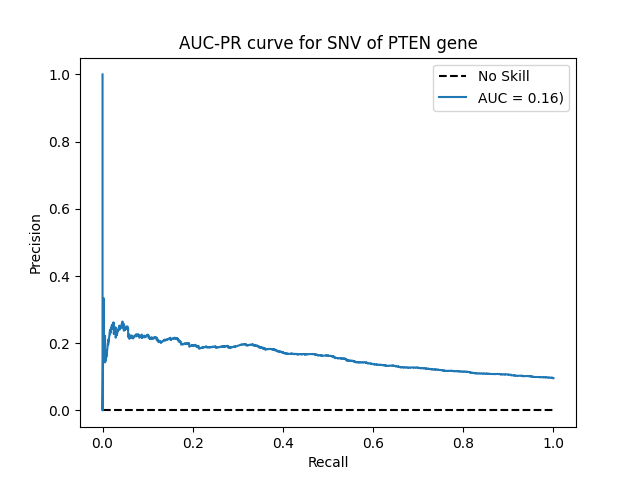 AUC-PR curve for SNV of PTEN gene
No Skill
AUC = 0.16)
Precision
1.0
0.8
0.6
0.4
0.2
0.0
0.0 0.2 0.4 0.6 0.8 1.0
Recall